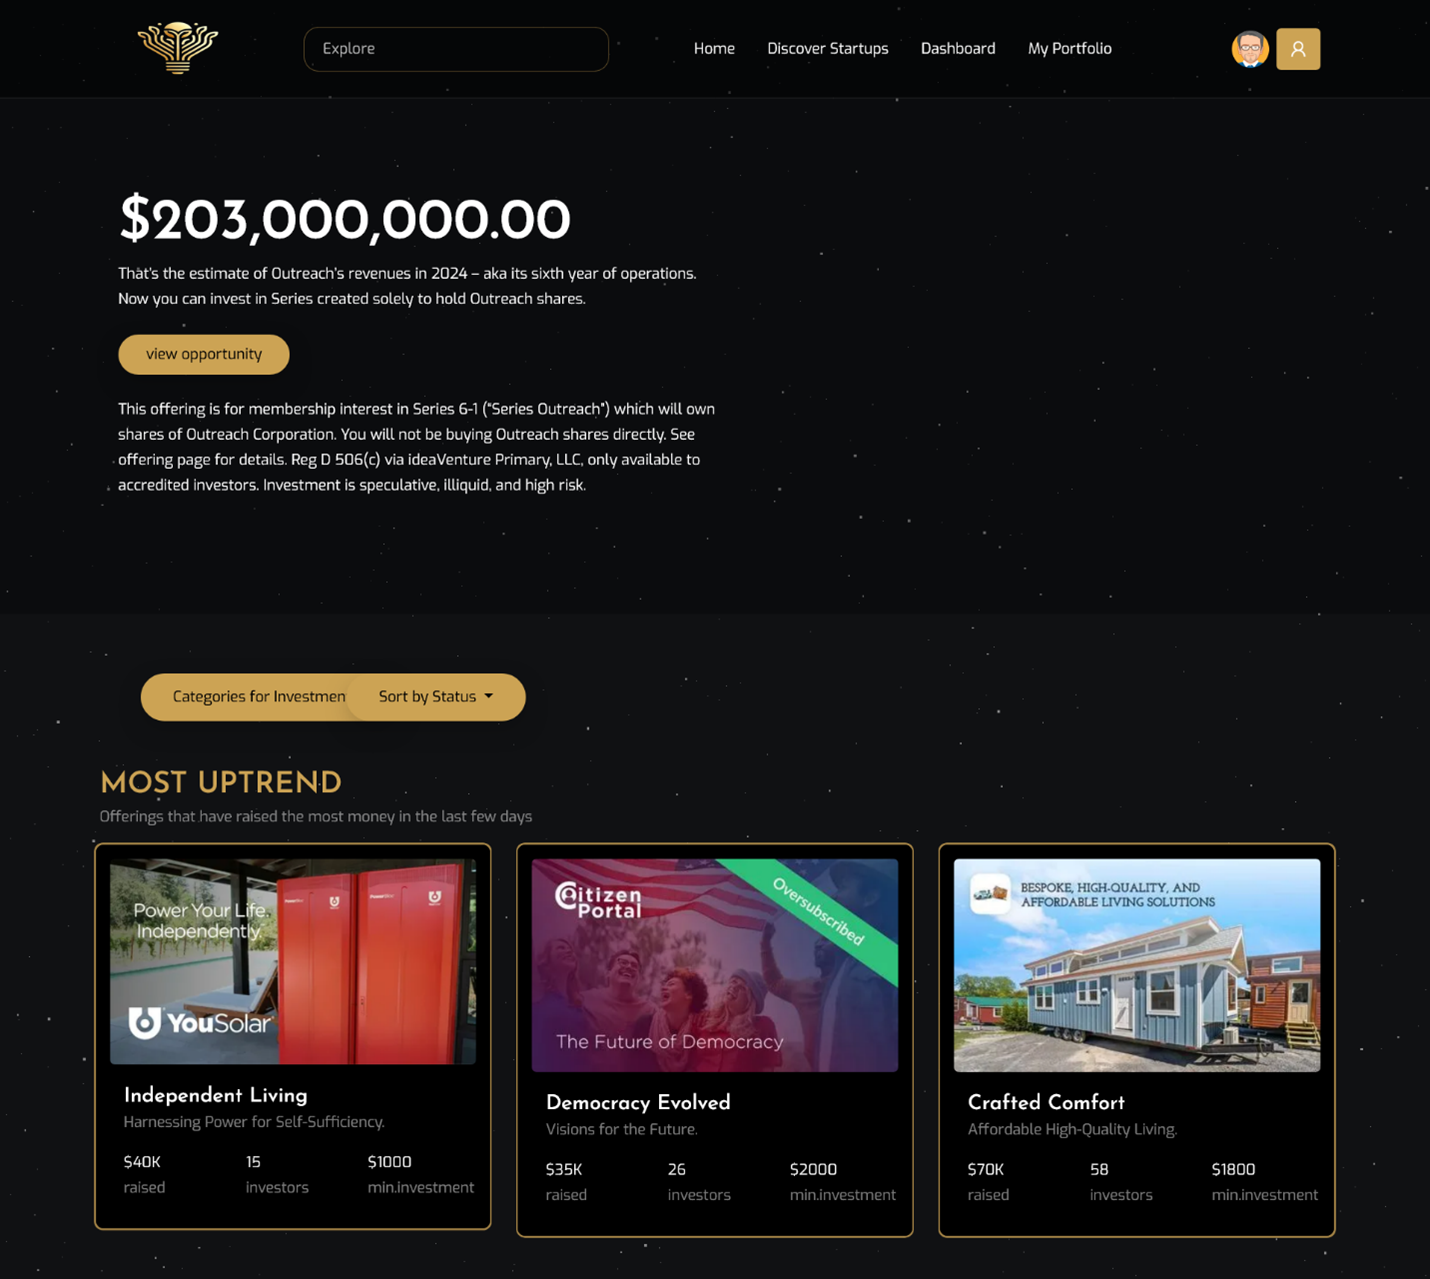 Explore
Home
Discover Startups
Dashboard
My Portfolio
$203,000,000.00
That's the estimate of Outreach's revenues in 2024 – aka its sixth year of operations.
Now you can invest in Series created solely to hold Outreach shares.
view opportunity
This offering is for membership interest in Series 6-1 ("Series Outreach") which will own
shares of Outreach Corporation. You will not be buying Outreach shares directly. See
offering page for details. Reg D 506(c) via ideaVenture Primary, LLC, only available to
accredited investors. Investment is speculative, illiquid, and high risk.
Categories for Investmen
Sort by Status
MOST UPTREND
Offerings that have raised the most money in the last few days
Power Your Life.
Independently.
YouSolar
Independent Living
Harnessing Power for Self-Sufficiency.
$40K
15
$1000
raised
investors
min.investment
Citizen
Portal
Oversubscribed
The Future of Democracy
Democracy Evolved
Visions for the Future.
$35K
26
$2000
raised
investors
min.investment
BESPOKE, HIGH-QUALITY, AND
AFFORDABLE LIVING SOLUTIONS
Crafted Comfort
Affordable High-Quality Living.
$70K
58
$1800
raised
investors
min.investment